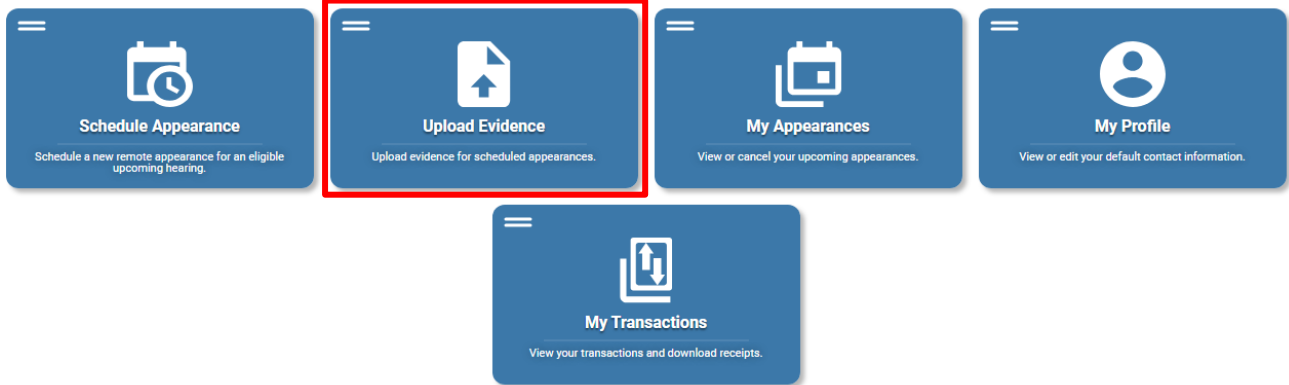 Schedule Appearance
Schedule a new remote appearance for an eligible
upcoming hearing.
Upload Evidence
Upload evidence for scheduled appearances.
My Appearances
View or cancel your upcoming appearances.
My Profile
View or edit your default contact information.
My Transactions
View your transactions and download receipts.